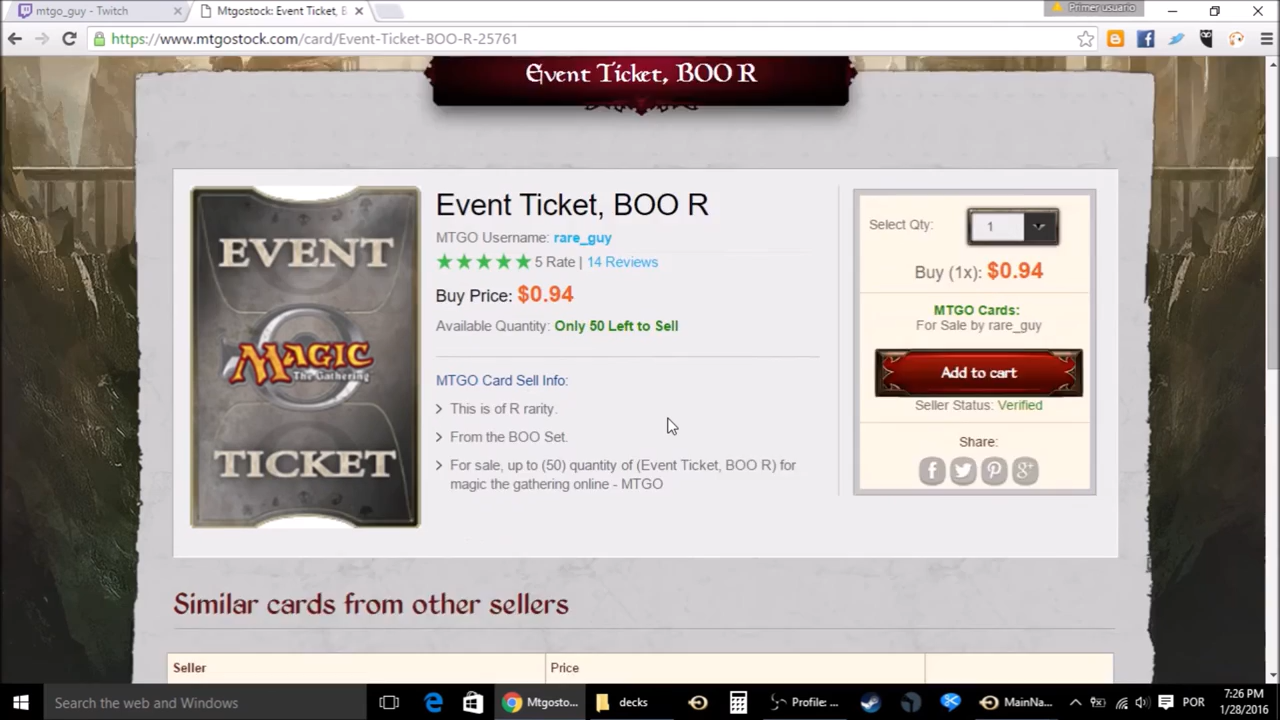 mtgo_guy - Twitch
Mtgostock: Event Ticket, B
Primer usuario
https://www.mtgostock.com/card/Event-Ticket-BOO-R-25761
Event Ticket, BOO R
EVENT
MAGIC
The Gathering
TICKET
Event Ticket, BOO R
MTGO Username: rare_guy
5 Rate | 14 Reviews
Buy Price: $0.94
Available Quantity: Only 50 Left to Sell
MTGO Card Sell Info:
This is of R rarity.
From the BOO Set.
For sale, up to (50) quantity of (Event Ticket, BOO R) for
magic the gathering online - MTGO
Select Qty: 1
Buy (1x): $0.94
MTGO Cards:
For Sale by rare_guy
Add to cart
Seller Status: Verified
Share:
Similar cards from other sellers
Seller Price
Search the web and Windows
Mtgosto...
decks
Profile: ...
MainNa...
POR
7:26 PM
1/28/2016